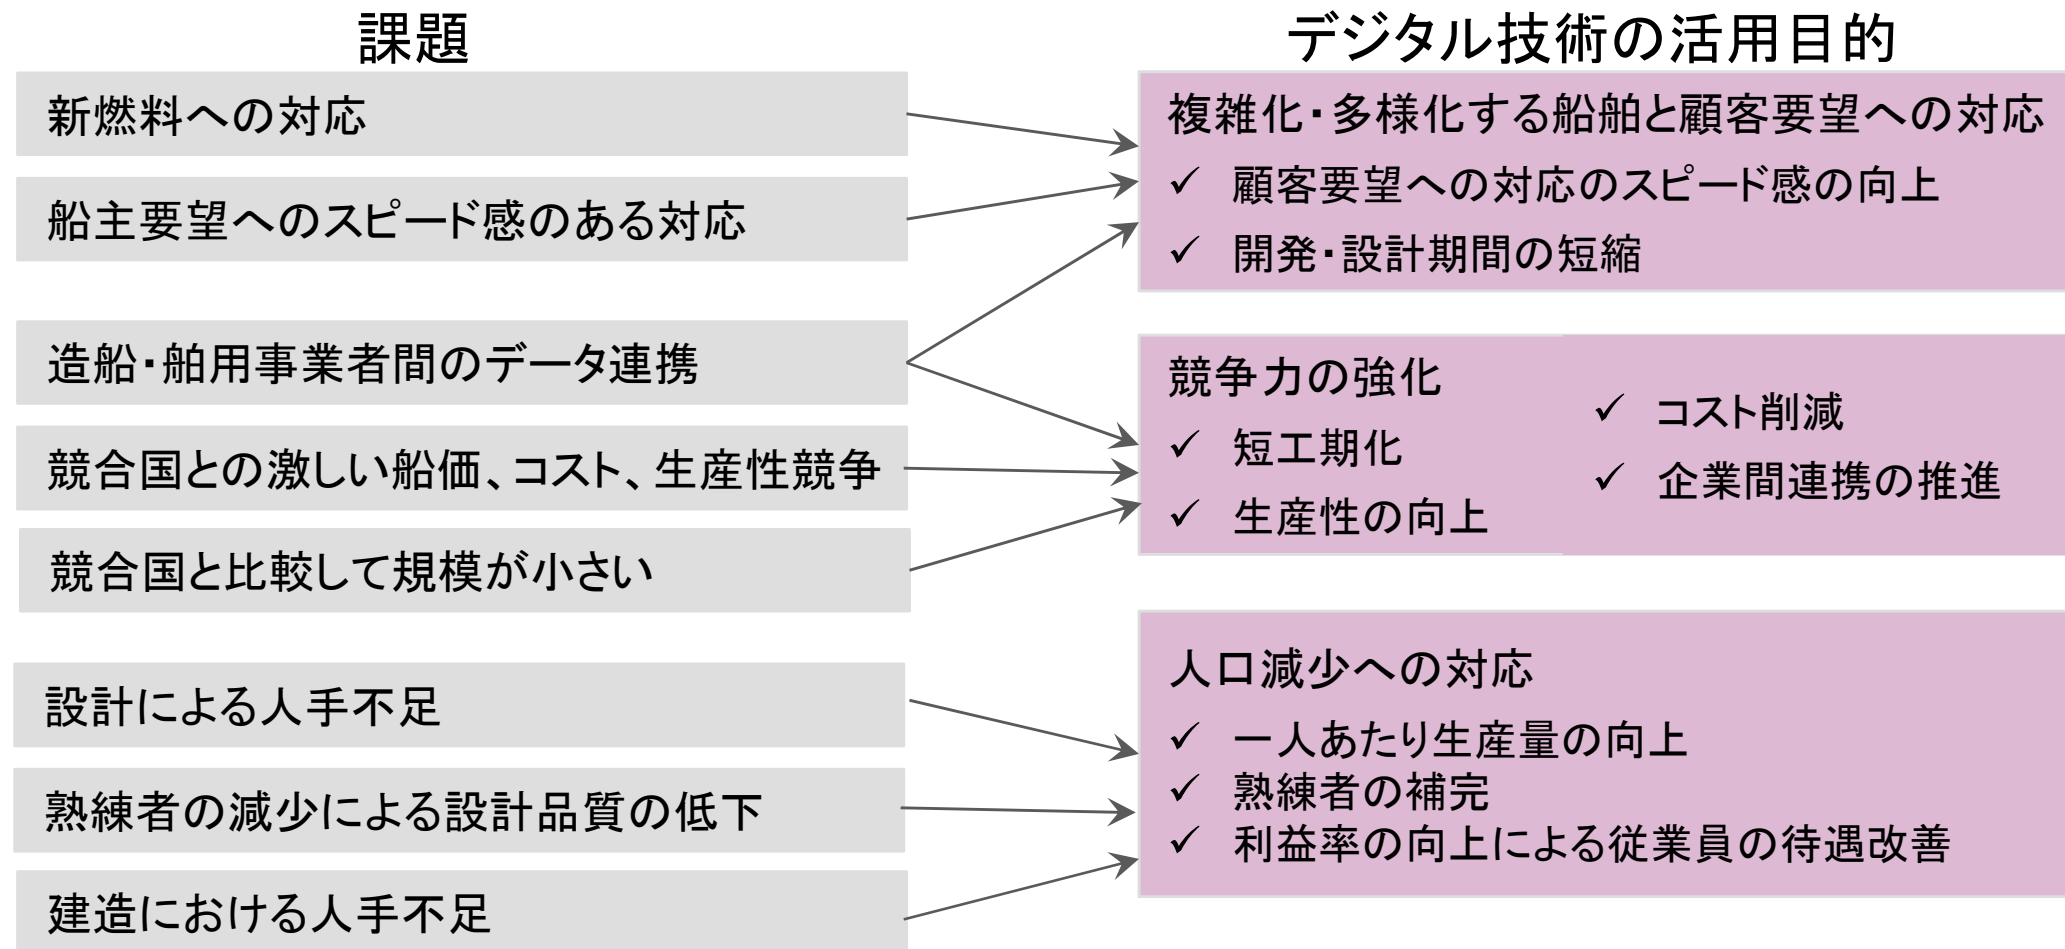 課題
新燃料への対応
船主要望へのスピード感のある対応
造船・舶用事業者間のデータ連携
競合国との激しい船価、コスト、生産性競争
競合国と比較して規模が小さい
設計による人手不足
熟練者の減少による設計品質の低下
建造における人手不足
デジタル技術の活用目的
複雑化・多様化する船舶と顧客要望への対応
✓ 顧客要望への対応のスピード感の向上
✓ 開発・設計期間の短縮
競争力の強化
✓ 短工期化
✓ 生産性の向上
✓ コスト削減
✓ 企業間連携の推進
人口減少への対応
✓ 一人あたり生産量の向上
✓ 熟練者の補完
✓ 利益率の向上による従業員の待遇改善